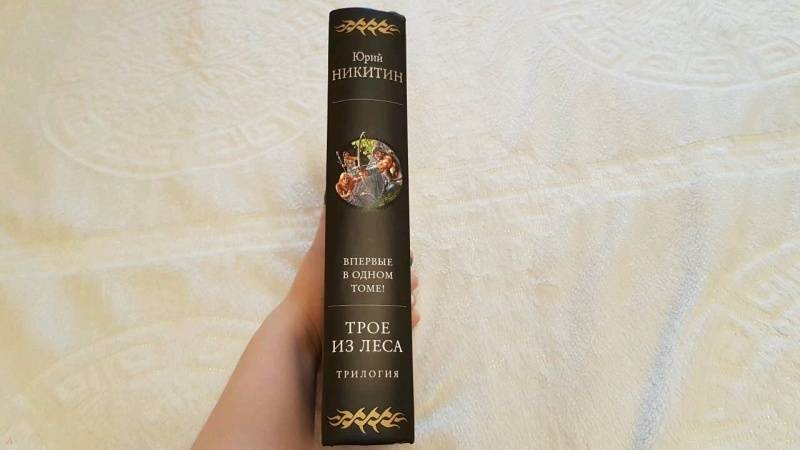 Юрий
НИКИТИН
ВПЕРВЫЕ
В ОДНОМ
ТОМЕ!
ТРОЕ
ИЗ ЛЕСА
ТРИЛОГИЯ